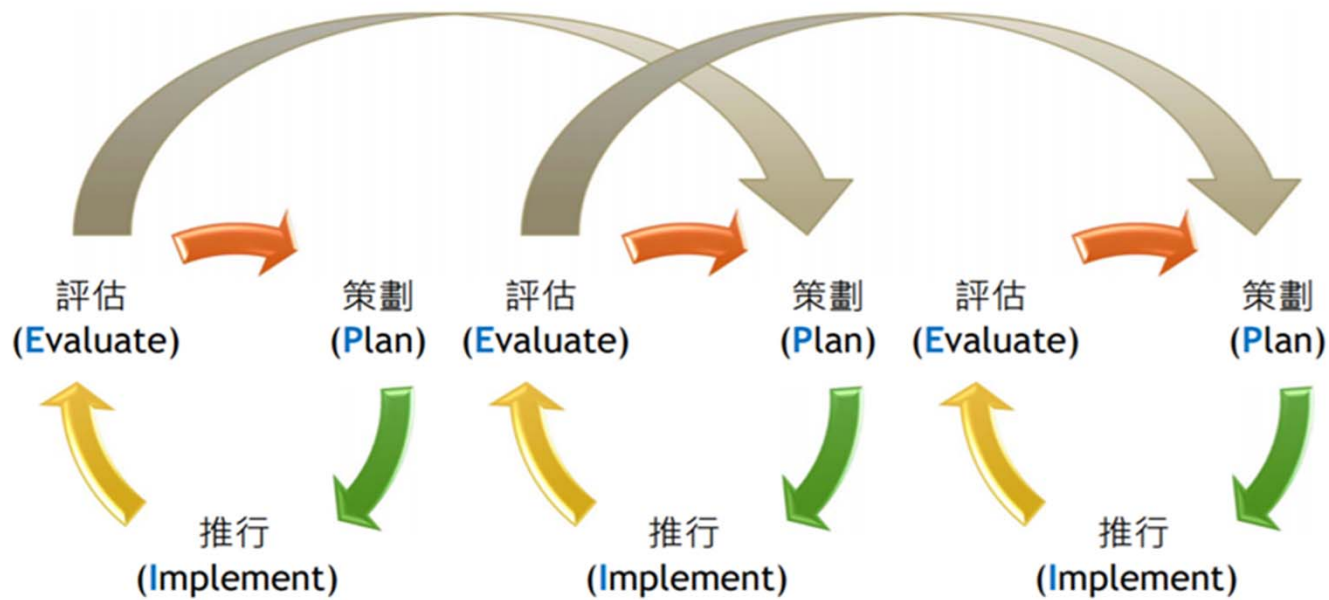 評估
(Evaluate)
策劃
(Plan)
推行
(Implement)
評估
(Evaluate)
策劃
(Plan)
推行
(Implement)
評估
(Evaluate)
策劃
(Plan)
推行
(Implement)